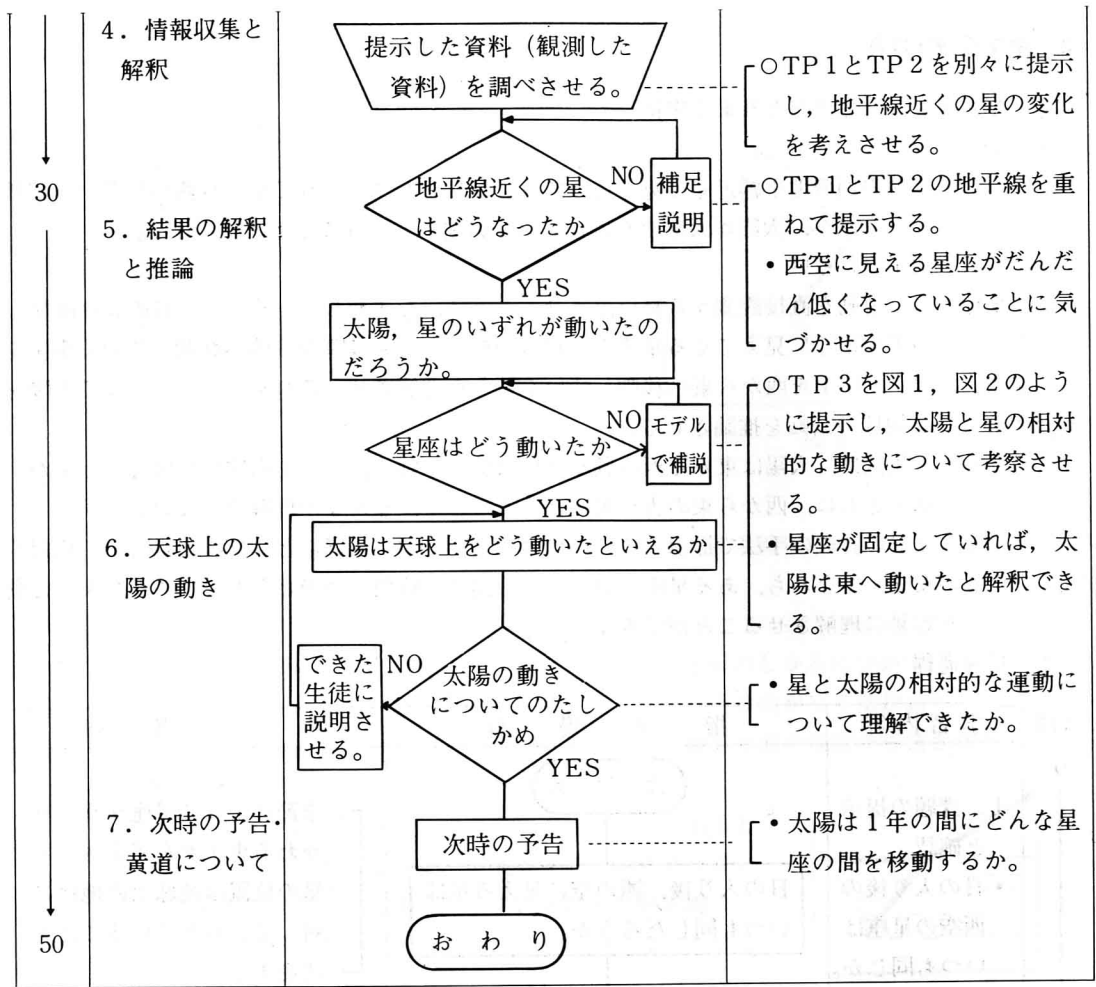 30
50
4．情報収集と
解釈
5．結果の解釈
と推論
6．天球上の太
陽の動き
7．次時の予告・
黄道について
提示した資料（観測した
資料）を調べさせる。
地平線近くの星
はどうなったか
NO
補足
説明
YES
太陽，星のいずれが動いたの
だろうか。
星座はどう動いたか
NO
モデル
で補説
YES
太陽は天球上をどう動いたといえるか
太陽の動き
についてのたし
かめ
NO
できた
生徒に
説明さ
せる。
YES
次時の予告
おわり
○TP1とTP2を別々に提示
し，地平線近くの星の変化
を考えさせる。
○TP1とTP2の地平線を重
ねて提示する。
•西空に見える星座がだんだ
ん低くなっていることに気
づかせる。
○TP3を図1，図2のよう
に提示し，太陽と星の相対
的な動きについて考察させ
る。
•星座が固定していれば，太
陽は東へ動いたと解釈でき
る。
•星と太陽の相対的な運動に
ついて理解できたか。
•太陽は1年の間にどんな星
座の間を移動するか。